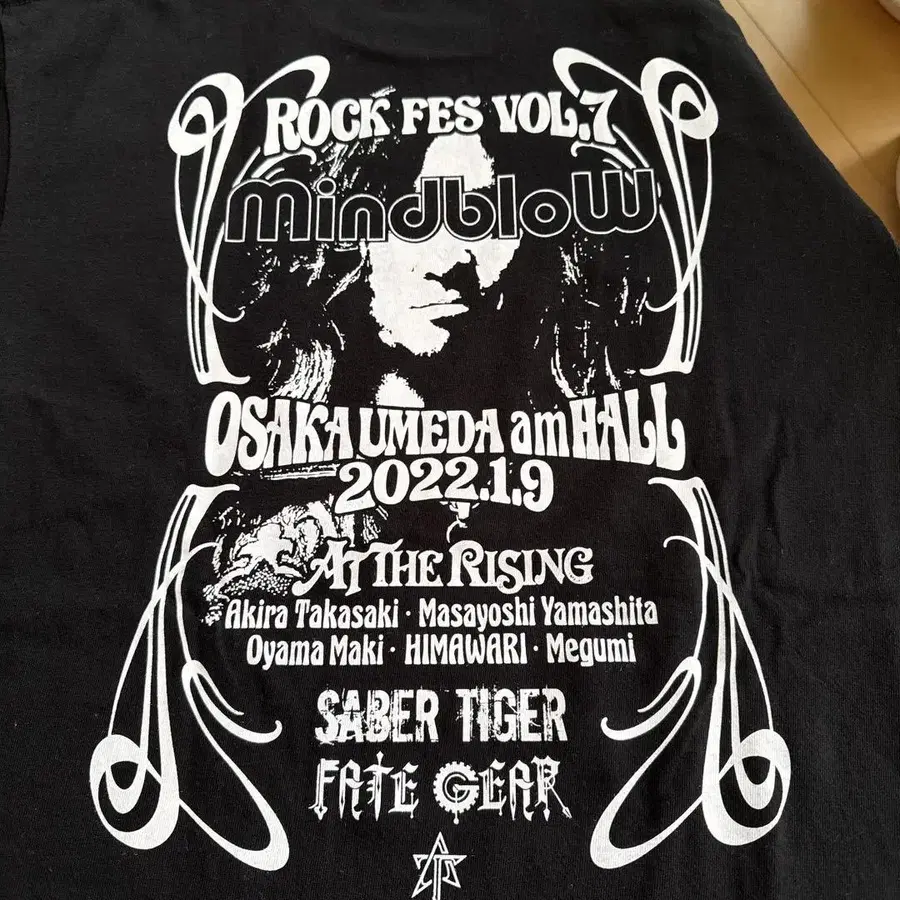 ROCK FES VOL.7
mindbloW
OSAKA UMEDA am HALL
2022.1.9
AT THE RISING
Akira Takasaki · Masayoshi Yamashita
Oyama Maki · HIMAWARI · Megumi
SABER TIGER
FATE GEAR